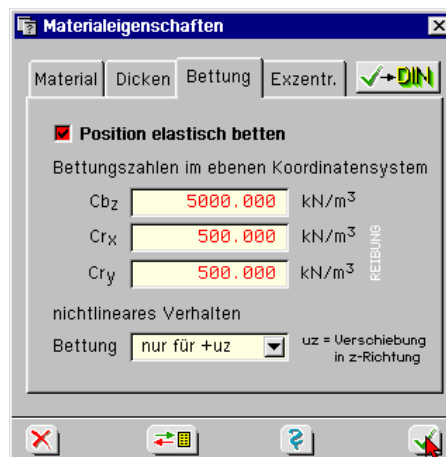 Materialeigenschaften
Material Dicken Bettung Exzentr. DIN
Position elastisch betten
Bettungszahlen im ebenen Koordinatensystem
Cbz 5000.000 kN/m³
Crx 500.000 kN/m³
Cry 500.000 kN/m³
REIBUNG
nichtlineares Verhalten
Bettung nur für +uz uz = Verschiebung
in z-Richtung